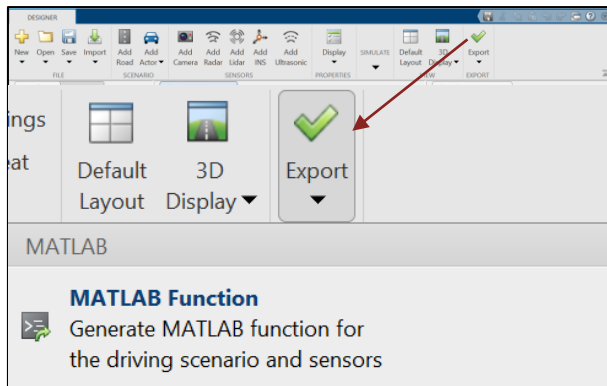 DESIGNER
New Open Save Import Add Add Add Add Add Add Add Display SIMULATE Default 3D Export
Road Actor Camera Radar Lidar INS Ultrasonic Layout Display
FILE SCENARIO SENSORS PROPERTIES VIEW EXPORT
ings
eat
Default 3D Export
Layout Display
MATLAB
MATLAB Function
Generate MATLAB function for
the driving scenario and sensors